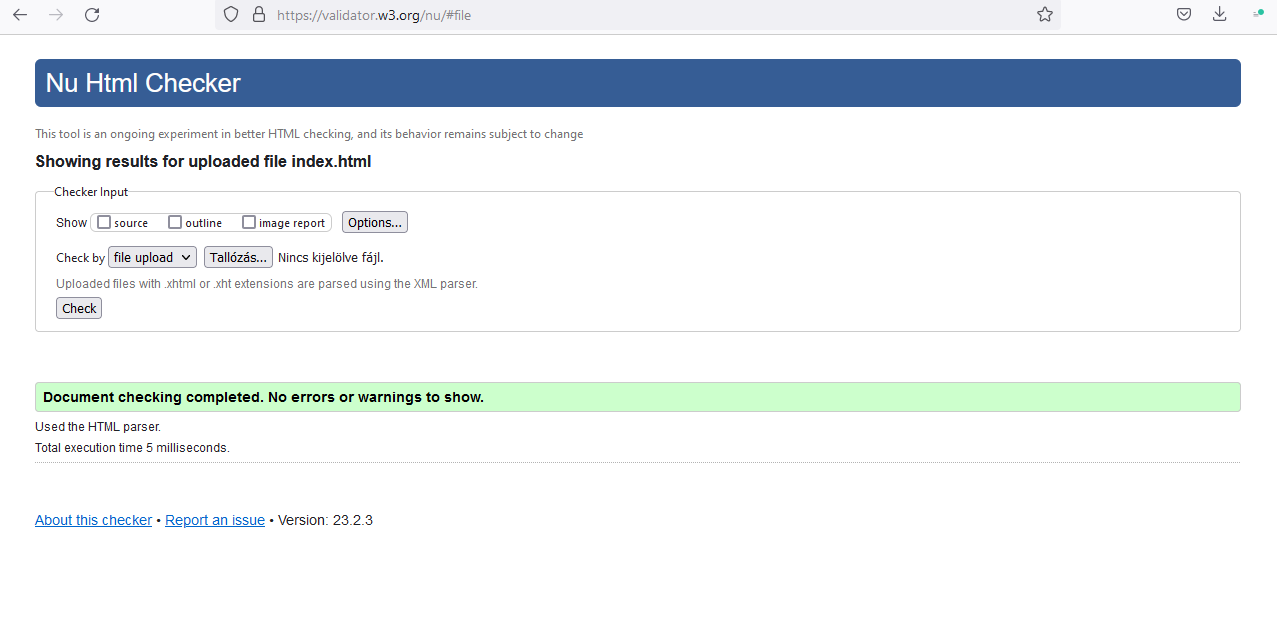 https://validator.w3.org/nu/#file
Nu Html Checker
This tool is an ongoing experiment in better HTML checking, and its behavior remains subject to change
Showing results for uploaded file index.html
Checker Input
Show source outline image report Options...
Check by file upload Tallózás... Nincs kijelölve fájl.
Uploaded files with .xhtml or .xht extensions are parsed using the XML parser.
Check
Document checking completed. No errors or warnings to show.
Used the HTML parser.
Total execution time 5 milliseconds.
About this checker • Report an issue • Version: 23.2.3